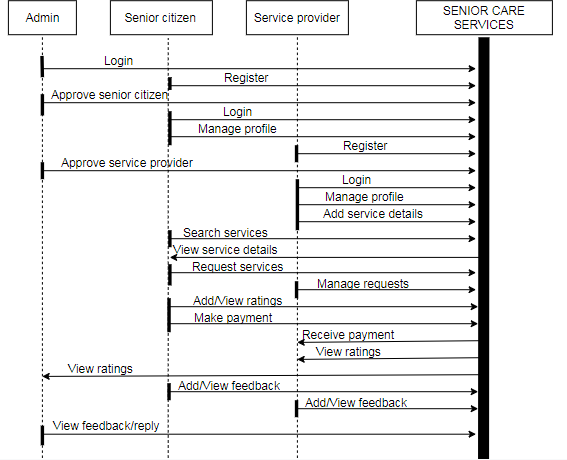 Admin
Senior citizen
Service provider
SENIOR CARE
SERVICES
Login
Register
Approve senior citizen
Login
Manage profile
Register
Approve service provider
Login
Manage profile
Add service details
Search services
View service details
Request services
Manage requests
Add/View ratings
Make payment
Receive payment
View ratings
View ratings
Add/View feedback
Add/View feedback
View feedback/reply